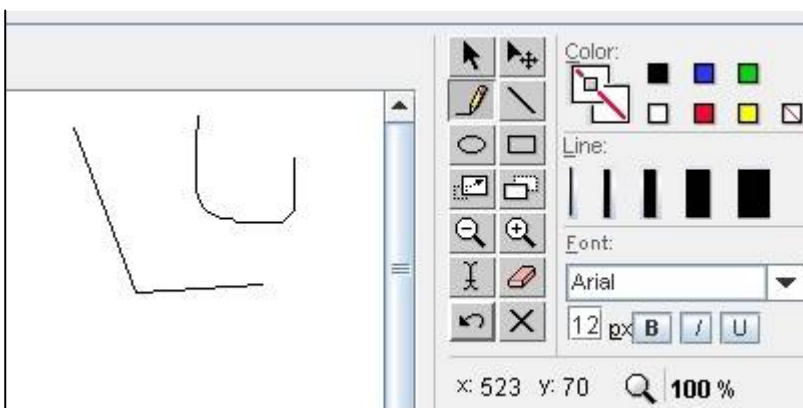 Color:
Line:
Font:
Arial
12 px B I U
x: 523 y: 70 100 %